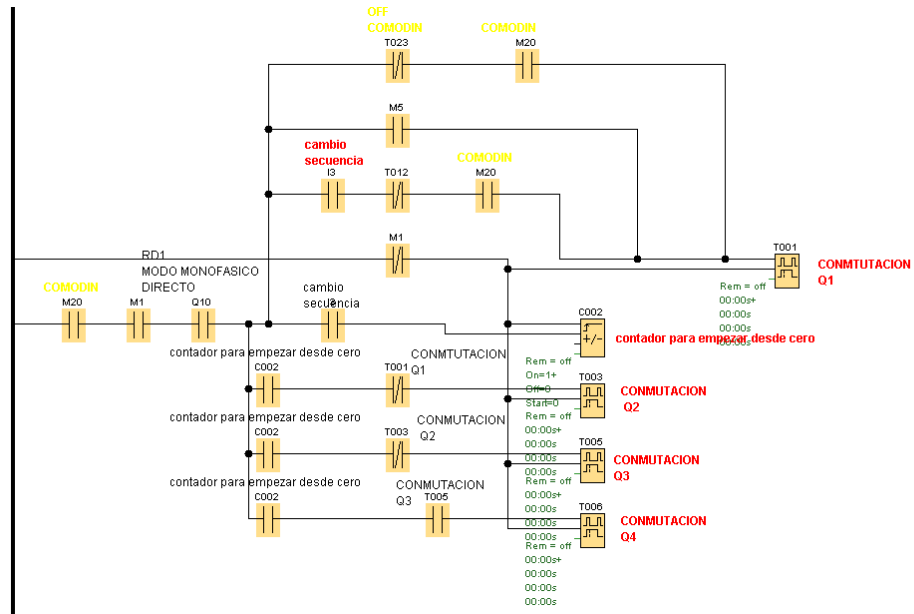 OFF
COMODIN
T023
COMODIN
M20
M5
cambio
secuencia
I3
T012
COMODIN
M20
M1
T001
CONMTUTACION
Q1
Rem = off
00:00s+
00:00s
00:00s
00:00s
RD1
MODO MONOFASICO
DIRECTO
COMODIN
M20
M1
Q10
cambio
secuencia
C002
+/-
contador para empezar desde cero
Rem = off
On=1+
Off=0
Start=0
contador para empezar desde cero
C002
CONMTUTACION
Q1
T001
T003
CONMUTACION
Q2
Rem = off
00:00s+
00:00s
00:00s
00:00s
contador para empezar desde cero
C002
CONMUTACION
Q2
T003
T005
CONMUTACION
Q3
Rem = off
00:00s+
00:00s
00:00s
00:00s
contador para empezar desde cero
C002
CONMUTACION
Q3
T005
T006
CONMUTACION
Q4
Rem = off
00:00s+
00:00s
00:00s
00:00s